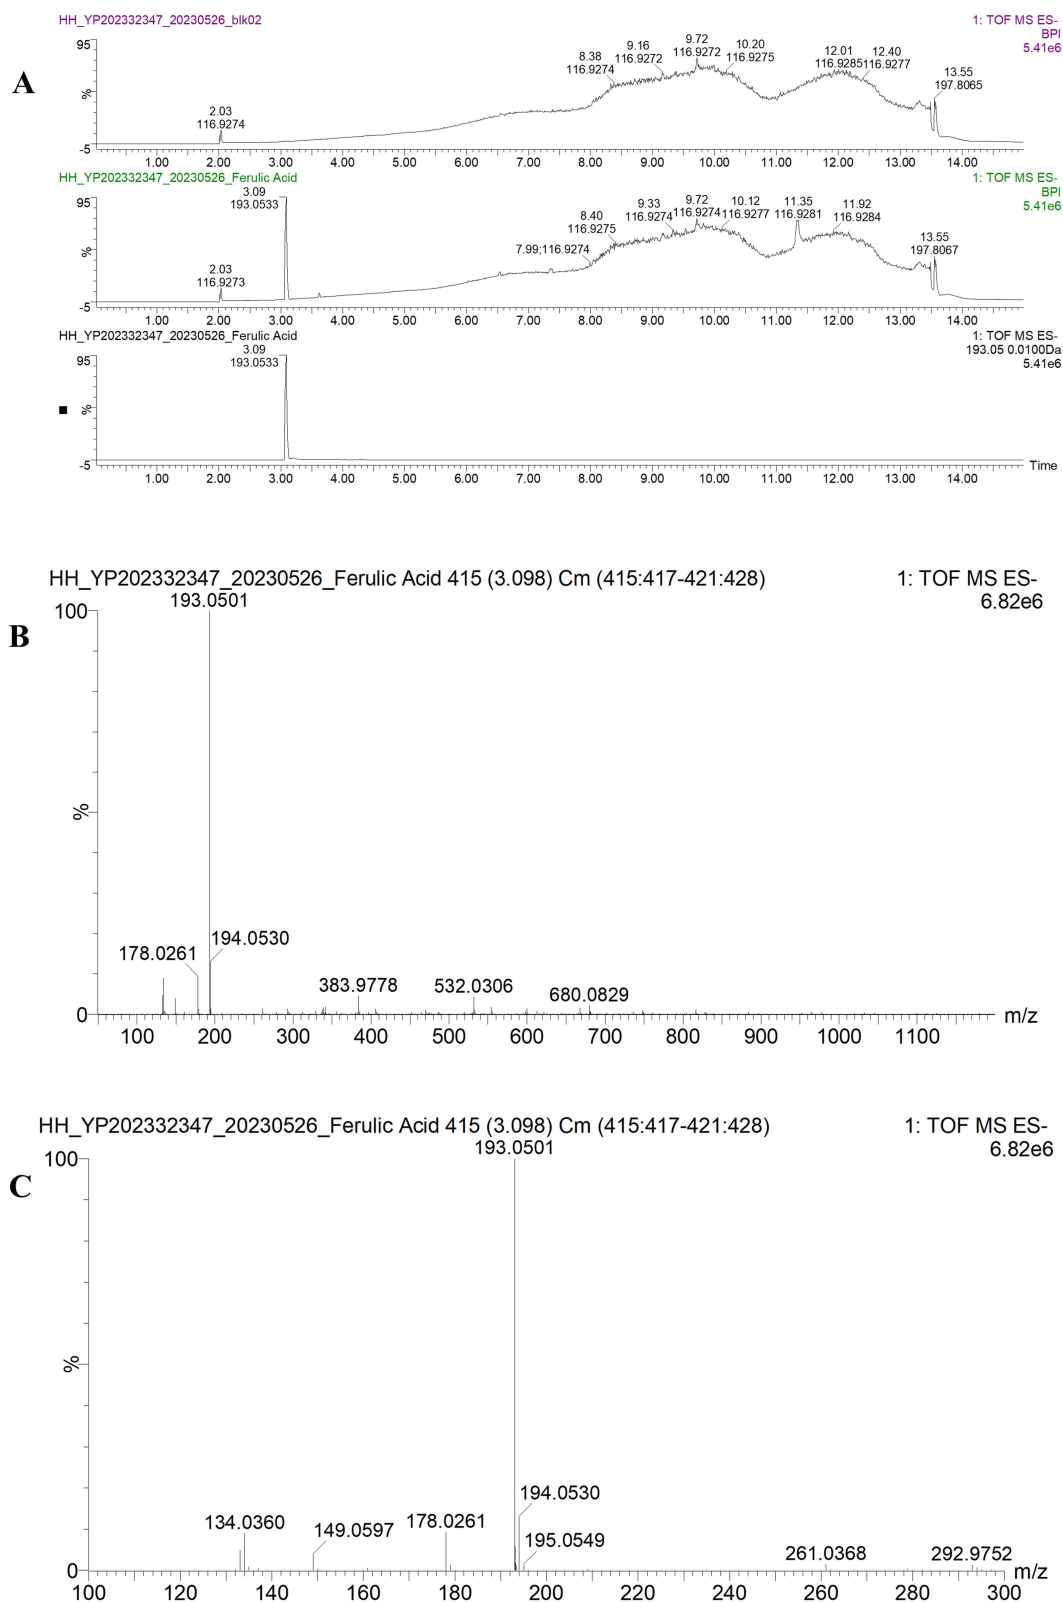 HH_YP202332347_20230526_blk02
1: TOF MS ES-
BPI
5.41e6
A
95
%
-5
2.03
116.9274
8.38
116.9274
9.16
116.9272
9.72
116.9272
10.20
116.9275
12.01
116.9285
12.40
116.9277
13.55
197.8065
1.00 2.00 3.00 4.00 5.00 6.00 7.00 8.00 9.00 10.00 11.00 12.00 13.00 14.00
HH_YP202332347_20230526_Ferulic Acid
1: TOF MS ES-
BPI
5.41e6
95
%
-5
2.03
116.9273
3.09
193.0533
7.99;116.9274
8.40
116.9275
9.33
116.9274
9.72
116.9274
10.12
116.9277
11.35
116.9281
11.92
116.9284
13.55
197.8067
1.00 2.00 3.00 4.00 5.00 6.00 7.00 8.00 9.00 10.00 11.00 12.00 13.00 14.00
HH_YP202332347_20230526_Ferulic Acid
1: TOF MS ES-
193.05 0.0100Da
5.41e6
95
%
-5
3.09
193.0533
Time
1.00 2.00 3.00 4.00 5.00 6.00 7.00 8.00 9.00 10.00 11.00 12.00 13.00 14.00
HH_YP202332347_20230526_Ferulic Acid 415 (3.098) Cm (415:417-421:428)
1: TOF MS ES-
6.82e6
B
100
%
0
193.0501
178.0261
194.0530
383.9778
532.0306
680.0829
m/z
100 200 300 400 500 600 700 800 900 1000 1100
HH_YP202332347_20230526_Ferulic Acid 415 (3.098) Cm (415:417-421:428)
1: TOF MS ES-
6.82e6
C
100
%
0
193.0501
134.0360
149.0597
178.0261
194.0530
195.0549
261.0368
292.9752
m/z
100 120 140 160 180 200 220 240 260 280 300